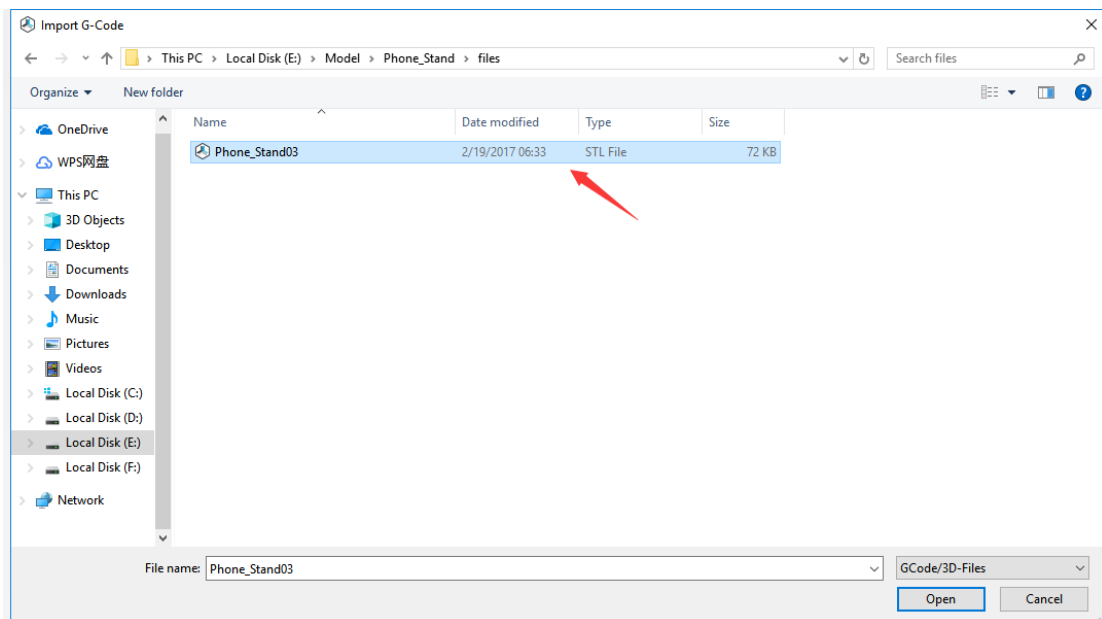 Import G-Code
This PC > Local Disk (E:) > Model > Phone_Stand > files
Search files
Organize
New folder
Name
Date modified
Type
Size
Phone_Stand03
2/19/2017 06:33
STL File
72 KB
OneDrive
WPS网盘
This PC
3D Objects
Desktop
Documents
Downloads
Music
Pictures
Videos
Local Disk (C:)
Local Disk (D:)
Local Disk (E:)
Local Disk (F:)
Network
File name: Phone_Stand03
GCode/3D-Files
Open
Cancel